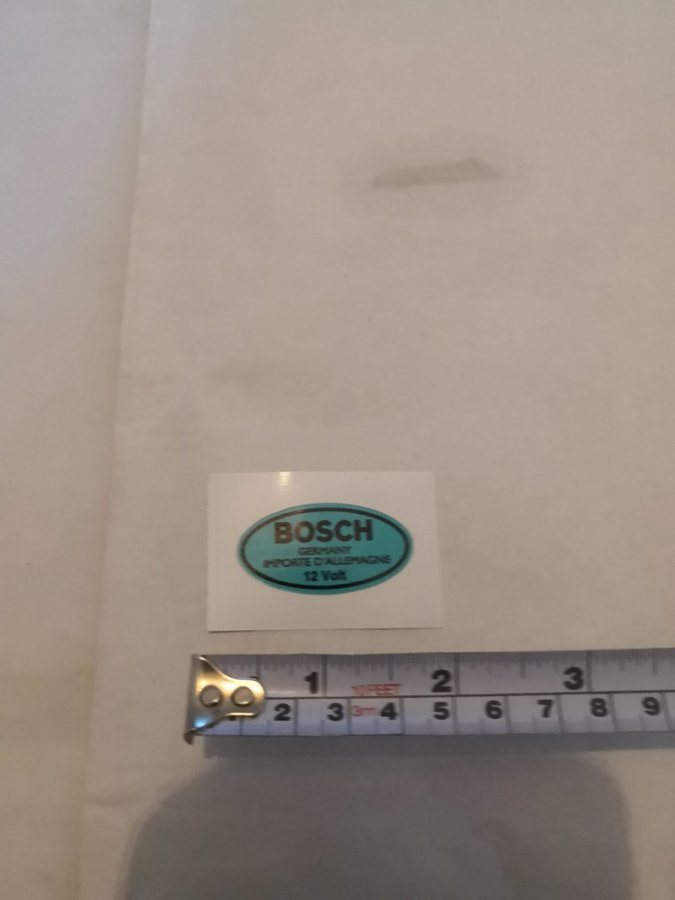 BOSCH
GERMANY
IMPORTE D'ALLEMAGNE
12 Volt
1 10FEET 2 3
2 3 3m 4 5 6 7 8 9